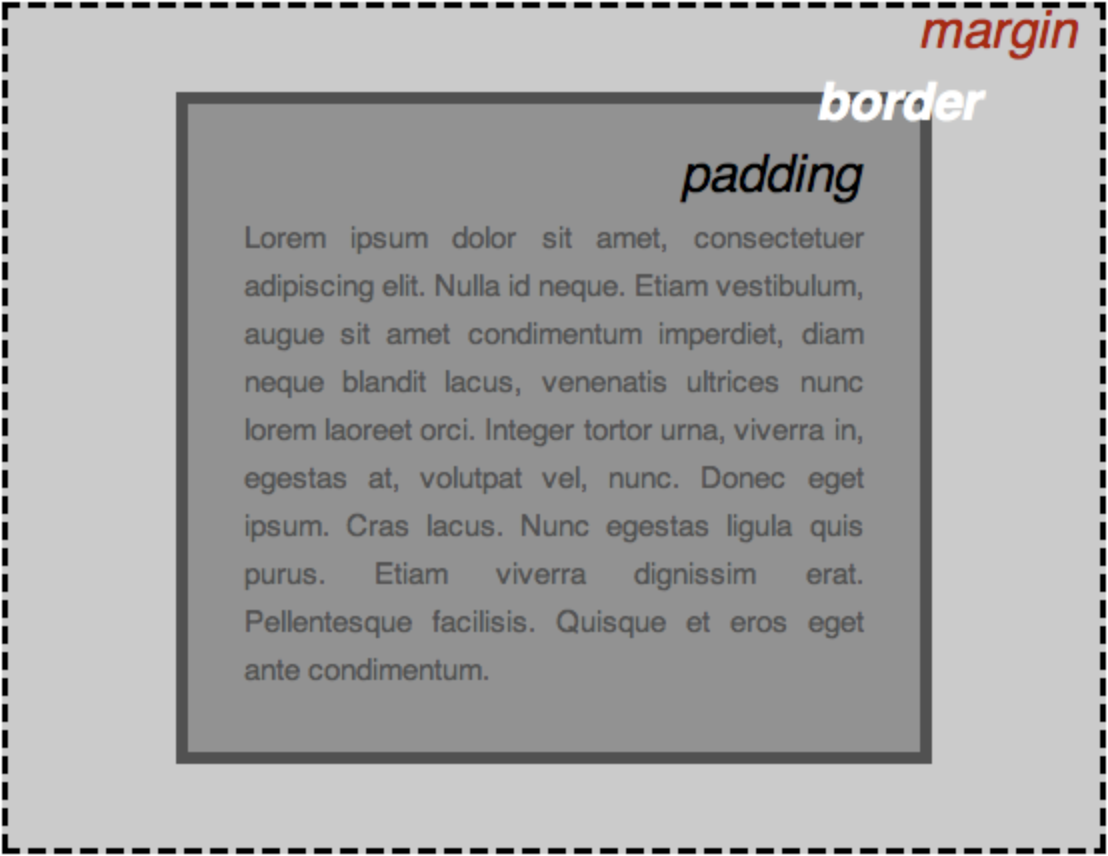 margin
border
padding
Lorem ipsum dolor sit amet, consectetuer
adipiscing elit. Nulla id neque. Etiam vestibulum,
augue sit amet condimentum imperdiet, diam
neque blandit lacus, venenatis ultrices nunc
lorem laoreet orci. Integer tortor urna, viverra in,
egestas at, volutpat vel, nunc. Donec eget
ipsum. Cras lacus. Nunc egestas ligula quis
purus. Etiam viverra dignissim erat.
Pellentesque facilisis. Quisque et eros eget
ante condimentum.